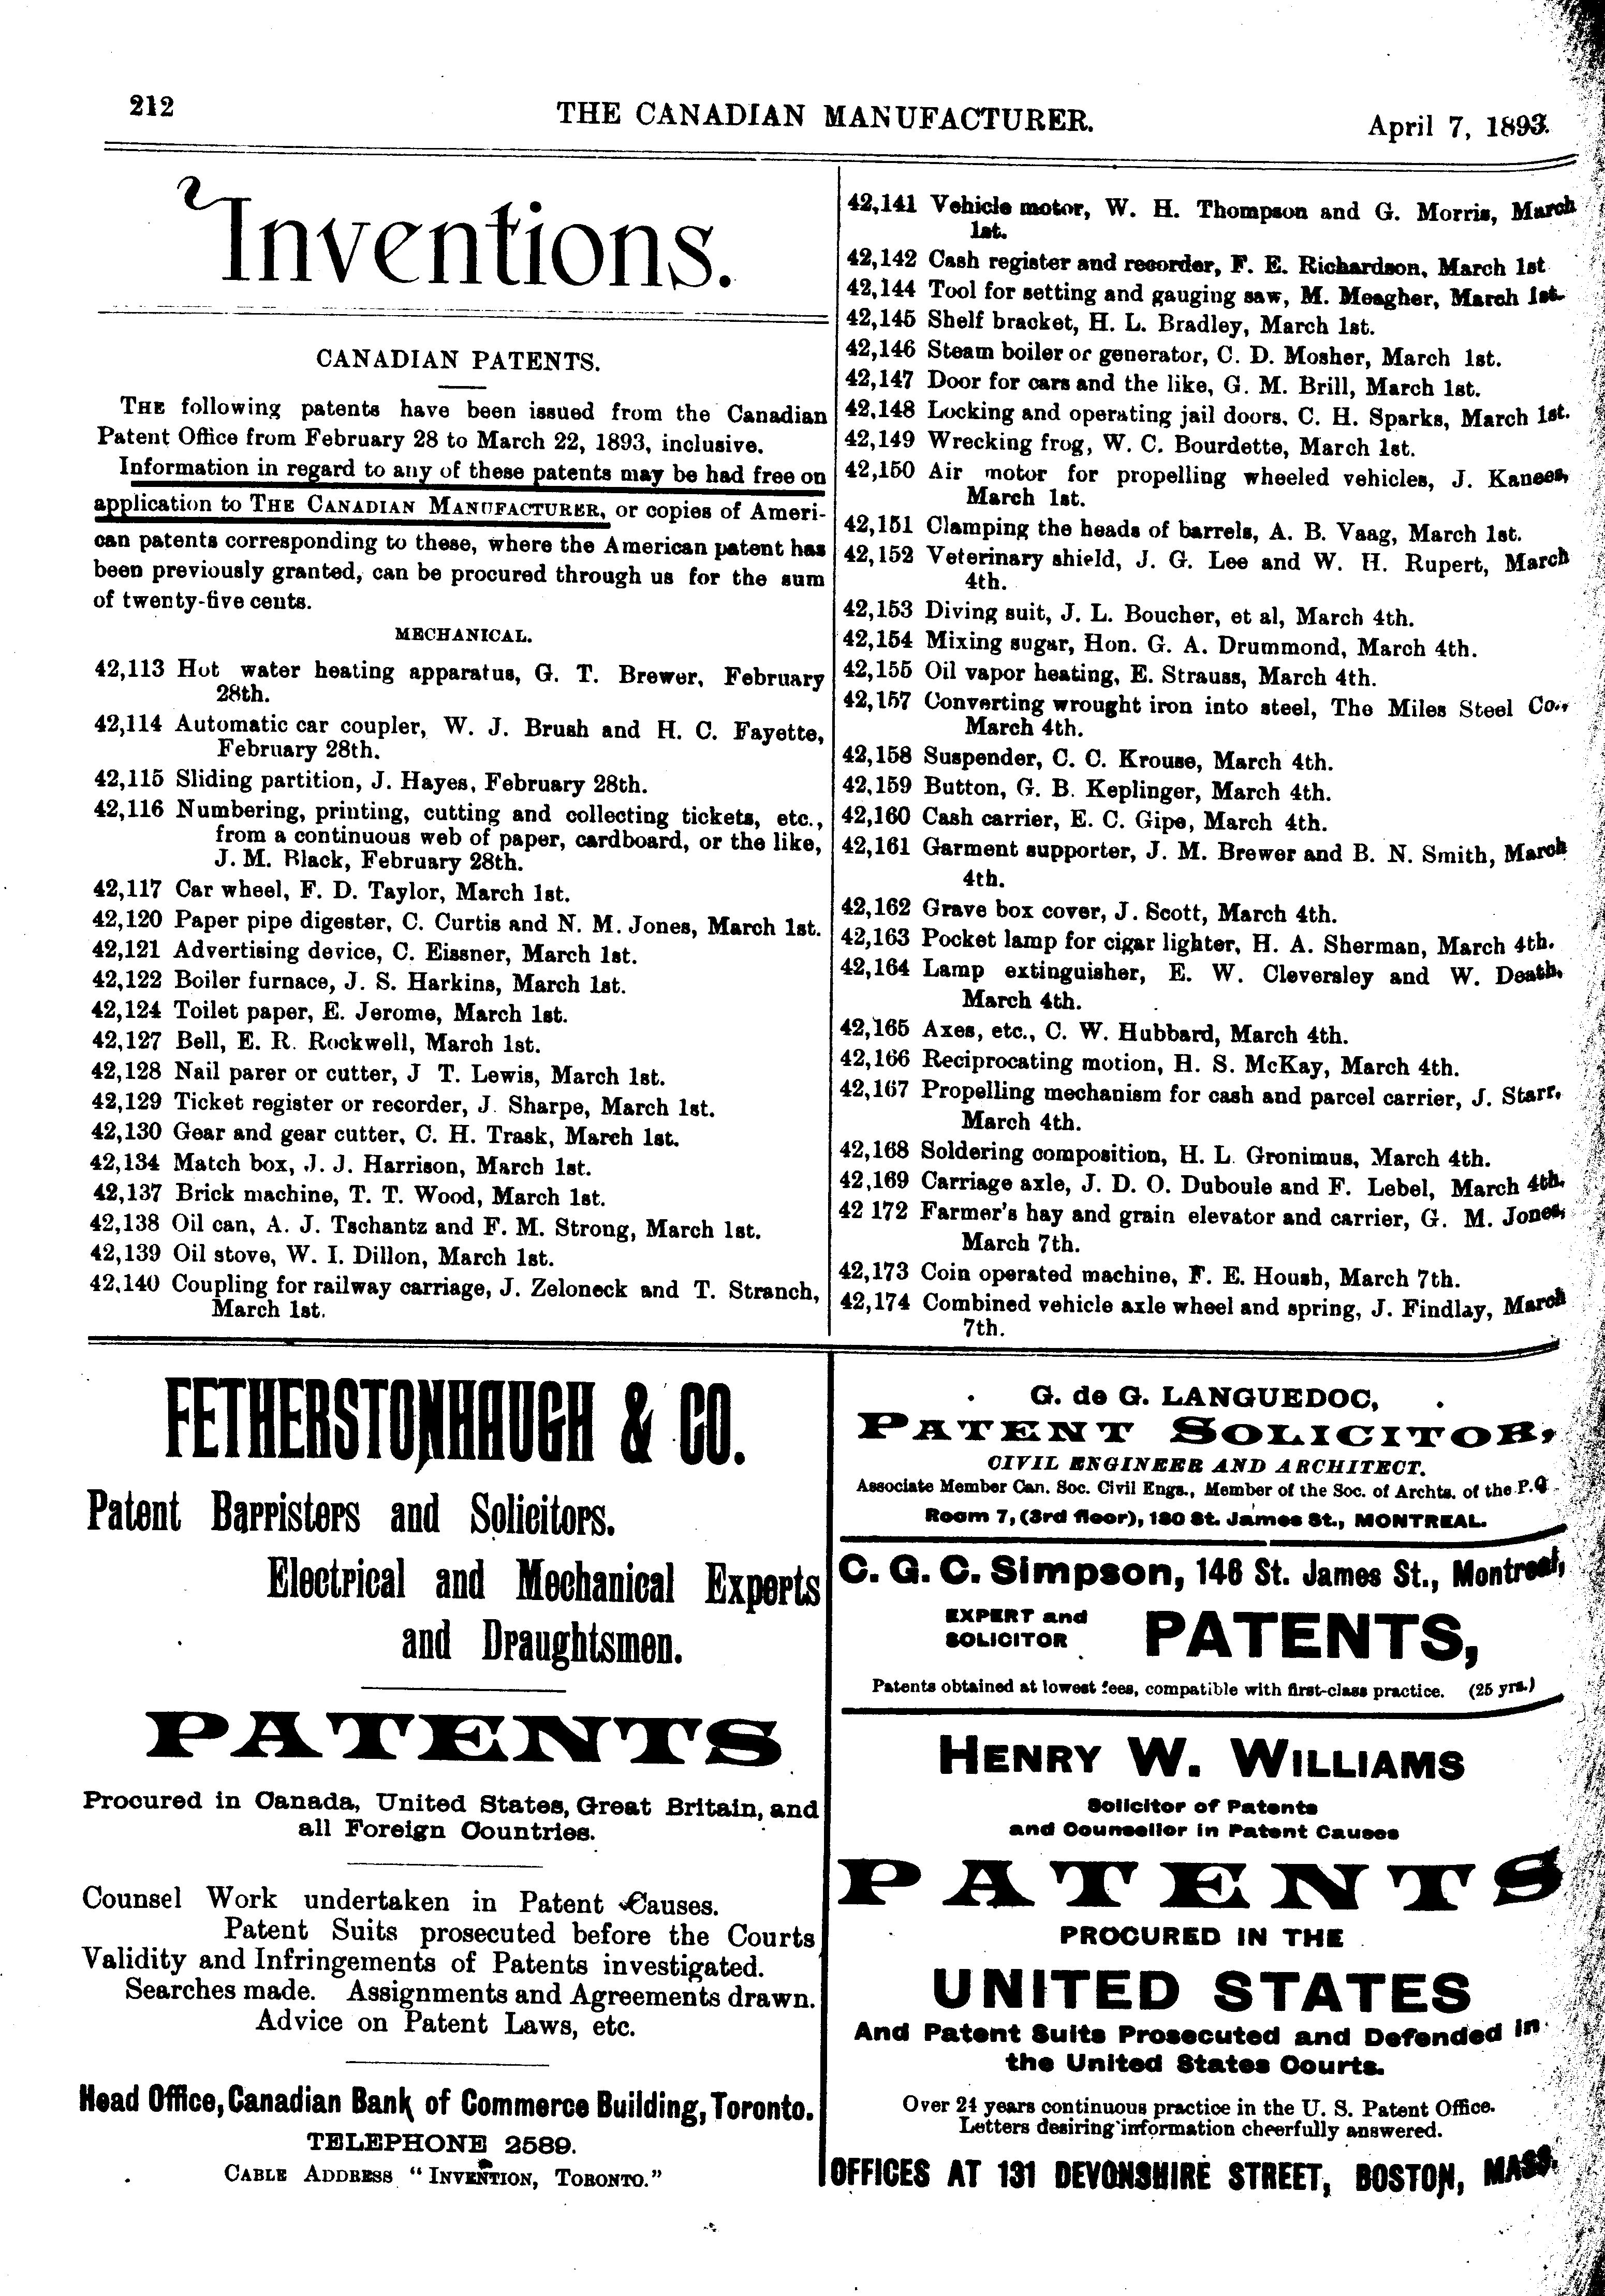 212
THE CANADIAN MANUFACTURER.
April 7, 1893.
Inventions.
CANADIAN PATENTS.
THE following patents have been issued from the Canadian
Patent Office from February 28 to March 22, 1893, inclusive.
Information in regard to any of these patents may be had free on
application to THE CANADIAN MANUFACTURER, or copies of Ameri-
can patents corresponding to these, where the American patent has
been previously granted, can be procured through us for the sum
of twenty-five cents.
MECHANICAL.
42,113 Hot water heating apparatus, G. T. Brewer, February
28th.
42,114 Automatic car coupler, W. J. Brush and H. C. Fayette,
February 28th.
42,115 Sliding partition, J. Hayes, February 28th.
42,116 Numbering, printing, cutting and collecting tickets, etc.,
from a continuous web of paper, cardboard, or the like,
J. M. Black, February 28th.
42,117 Car wheel, F. D. Taylor, March 1st.
42,120 Paper pipe digester, C. Curtis and N. M. Jones, March 1st.
42,121 Advertising device, C. Eissner, March 1st.
42,122 Boiler furnace, J. S. Harkins, March 1st.
42,124 Toilet paper, E. Jerome, March 1st.
42,127 Bell, E. R. Rockwell, March 1st.
42,128 Nail parer or cutter, J T. Lewis, March 1st.
42,129 Ticket register or recorder, J. Sharpe, March 1st.
42,130 Gear and gear cutter, C. H. Trask, March 1st.
42,134 Match box, J. J. Harrison, March 1st.
42,137 Brick machine, T. T. Wood, March 1st.
42,138 Oil can, A. J. Tschantz and F. M. Strong, March 1st.
42,139 Oil stove, W. I. Dillon, March 1st.
42,140 Coupling for railway carriage, J. Zeloneck and T. Stranch,
March 1st.
42,141 Vehicle motor, W. H. Thompson and G. Morris, March
1st.
42,142 Cash register and recorder, F. E. Richardson, March 1st
42,144 Tool for setting and gauging saw, M. Meagher, March 1st.
42,145 Shelf bracket, H. L. Bradley, March 1st.
42,146 Steam boiler or generator, C. D. Mosher, March 1st.
42,147 Door for cars and the like, G. M. Brill, March 1st.
42,148 Locking and operating jail doors. C. H. Sparks, March 1st.
42,149 Wrecking frog, W. C. Bourdette, March 1st.
42,150 Air motor for propelling wheeled vehicles, J. Kanees,
March 1st.
42,151 Clamping the heads of barrels, A. B. Vaag, March 1st.
42,152 Veterinary shield, J. G. Lee and W. H. Rupert, March
4th.
42,153 Diving suit, J. L. Boucher, et al, March 4th.
42,154 Mixing sugar, Hon. G. A. Drummond, March 4th.
42,155 Oil vapor heating, E. Strauss, March 4th.
42,157 Converting wrought iron into steel, The Miles Steel Co.,
March 4th.
42,158 Suspender, C. C. Krouse, March 4th.
42,159 Button, G. B. Keplinger, March 4th.
42,160 Cash carrier, E. C. Gipe, March 4th.
42,161 Garment supporter, J. M. Brewer and B. N. Smith, March
4th.
42,162 Grave box cover, J. Scott, March 4th.
42,163 Pocket lamp for cigar lighter, H. A. Sherman, March 4th.
42,164 Lamp extinguisher, E. W. Cleversley and W. Death,
March 4th.
42,165 Axes, etc., C. W. Hubbard, March 4th.
42,166 Reciprocating motion, H. S. McKay, March 4th.
42,167 Propelling mechanism for cash and parcel carrier, J. Starr,
March 4th.
42,168 Soldering composition, H. L. Gronimus, March 4th.
42,169 Carriage axle, J. D. O. Duboule and F. Lebel, March 4th.
42 172 Farmer's hay and grain elevator and carrier, G. M. Jones,
March 7th.
42,173 Coin operated machine, F. E. Housh, March 7th.
42,174 Combined vehicle axle wheel and spring, J. Findlay, March
7th.
FETHERSTONHAUGH & CO.
Patent Barristers and Solicitors.
Electrical and Mechanical Experts
and Draughtsmen.
PATENTS
Procured in Canada, United States, Great Britain, and
all Foreign Countries.
Counsel Work undertaken in Patent Causes.
Patent Suits prosecuted before the Courts
Validity and Infringements of Patents investigated.
Searches made. Assignments and Agreements drawn.
Advice on Patent Laws, etc.
Head Office, Canadian Bank of Commerce Building, Toronto.
TELEPHONE 2589.
CABLE ADDRESS "INVENTION, TORONTO."
G. de G. LANGUEDOC,
PATENT SOLICITOR,
CIVIL ENGINEER AND ARCHITECT.
Associate Member Can. Soc. Civil Engs., Member of the Soc. of Archts. of the P.Q
Room 7, (3rd floor), 180 St. James St., MONTREAL.
C. G. C. Simpson, 146 St. James St., Montreal,
EXPERT and
SOLICITOR
PATENTS,
Patents obtained at lowest fees, compatible with first-class practice. (25 yrs.)
HENRY W. WILLIAMS
Solicitor of Patents
and Counsellor in Patent Causes
PATENTS
PROCURED IN THE
UNITED STATES
And Patent Suits Prosecuted and Defended in
the United States Courts.
Over 24 years continuous practice in the U. S. Patent Office.
Letters desiring information cheerfully answered.
OFFICES AT 131 DEVONSHIRE STREET, BOSTON, MASS.